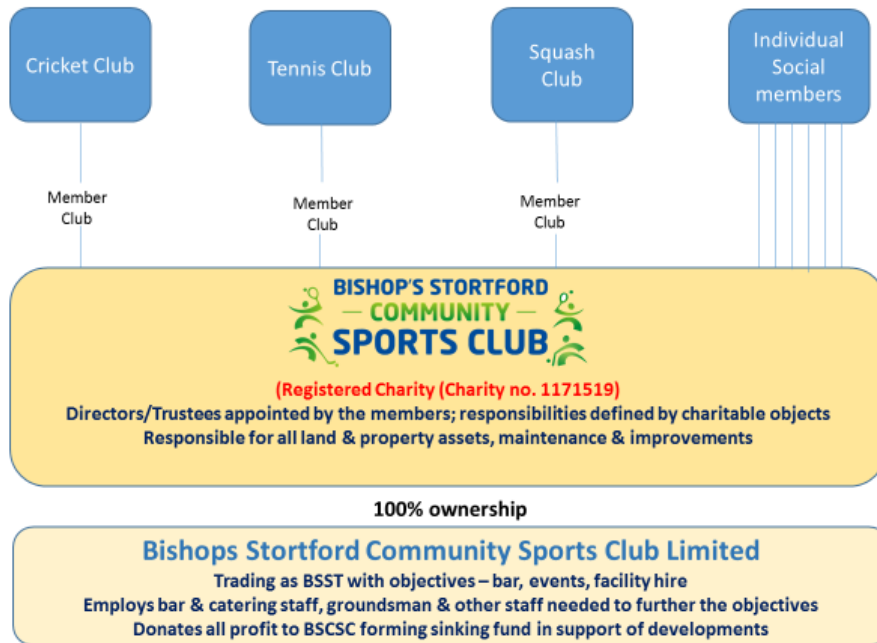 Cricket Club
Tennis Club
Squash
Club
Individual
Social
members
Member
Club
Member
Club
Member
Club
BISHOP'S STORTFORD
— COMMUNITY —
SPORTS CLUB
(Registered Charity (Charity no. 1171519)
Directors/Trustees appointed by the members; responsibilities defined by charitable objects
Responsible for all land & property assets, maintenance & improvements
100% ownership
Bishops Stortford Community Sports Club Limited
Trading as BSST with objectives – bar, events, facility hire
Employs bar & catering staff, groundsman & other staff needed to further the objectives
Donates all profit to BSCSC forming sinking fund in support of developments